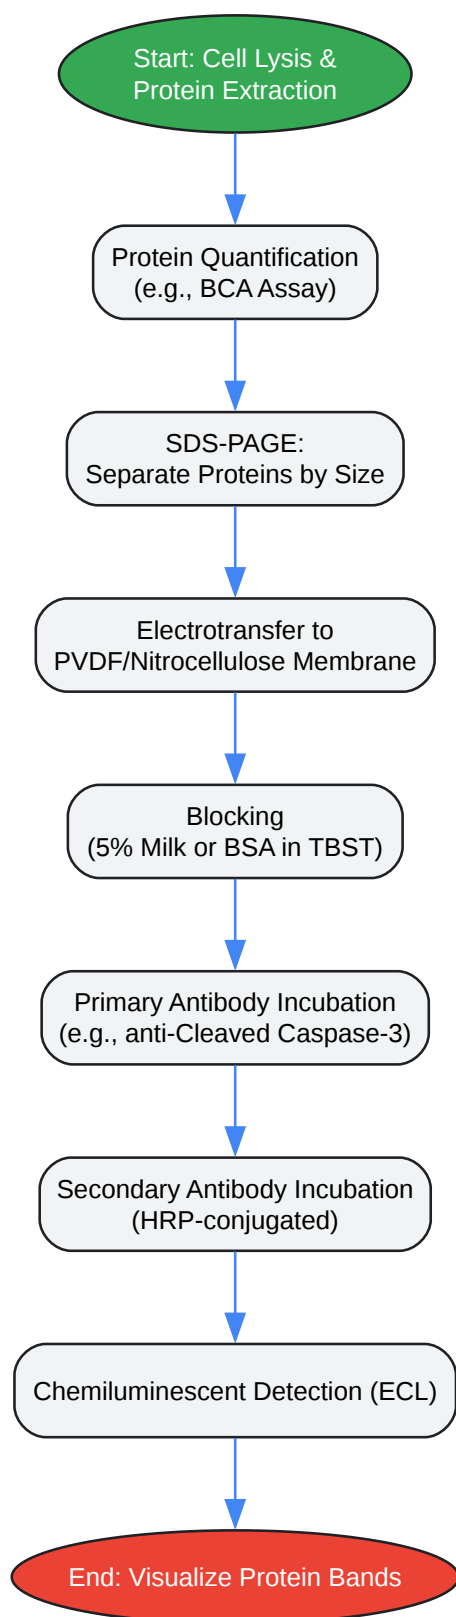 Start: Cell Lysis &
Protein Extraction
Protein Quantification
(e.g., BCA Assay)
SDS-PAGE:
Separate Proteins by Size
Electrotransfer to
PVDF/Nitrocellulose Membrane
Blocking
(5% Milk or BSA in TBST)
Primary Antibody Incubation
(e.g., anti-Cleaved Caspase-3)
Secondary Antibody Incubation
(HRP-conjugated)
Chemiluminescent Detection (ECL)
End: Visualize Protein Bands